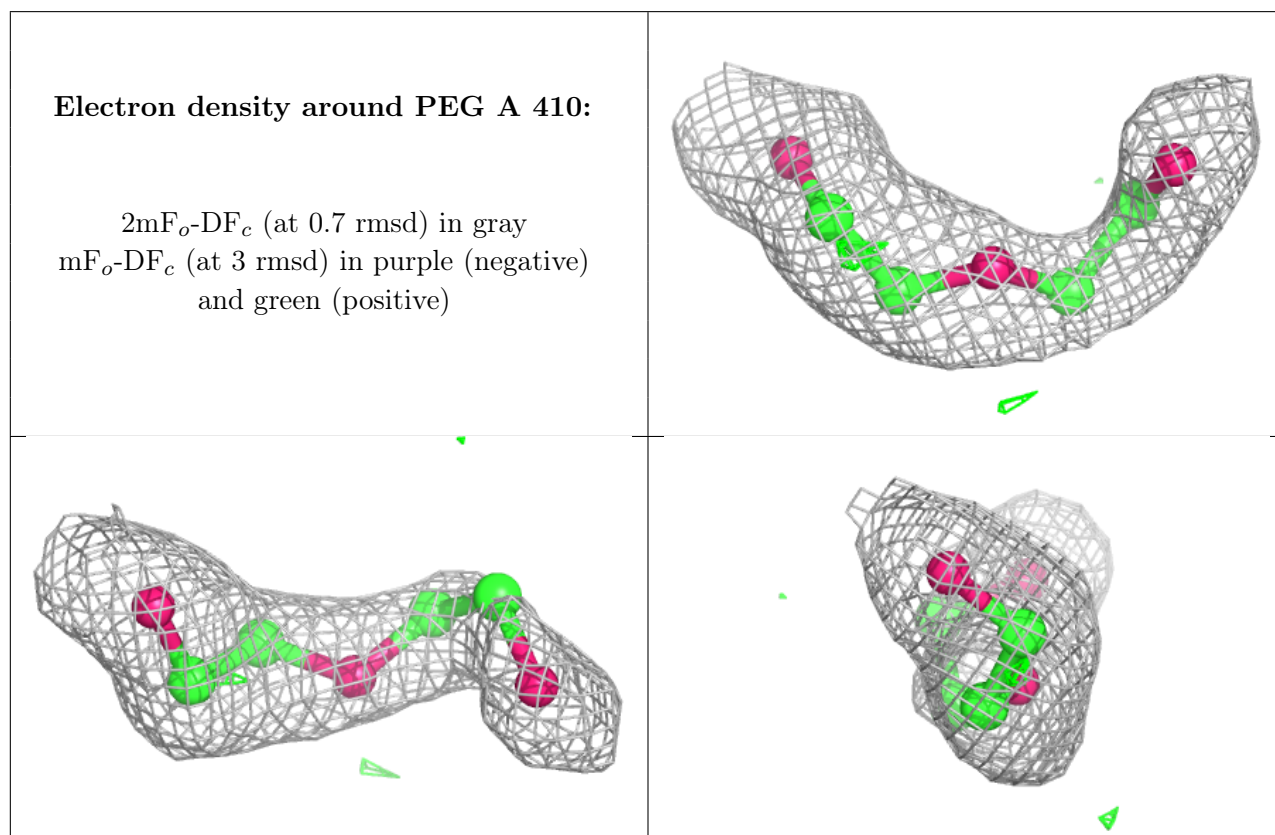 Electron density around PEG A 410:
2mFo-DFc (at 0.7 rmsd) in gray
mFo-DFc (at 3 rmsd) in purple (negative)
and green (positive)